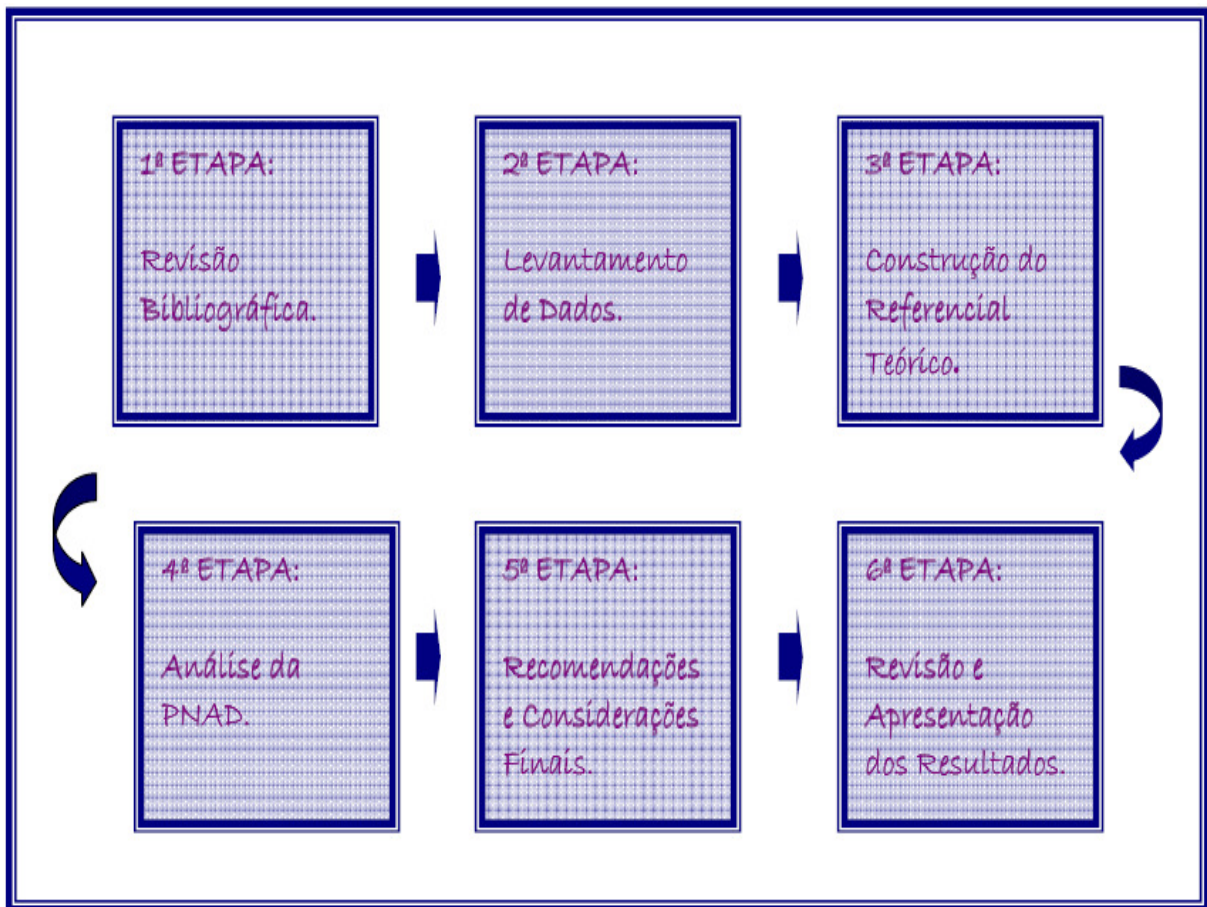 1ª ETAPA:
Revisão
Bibliográfica.
2ª ETAPA:
Levantamento
de Dados.
3ª ETAPA:
Construção do
Referencial
Teórico.
4ª ETAPA:
Análise da
PNAD.
5ª ETAPA:
Recomendações
e Considerações
Finais.
6ª ETAPA:
Revisão e
Apresentação
dos Resultados.